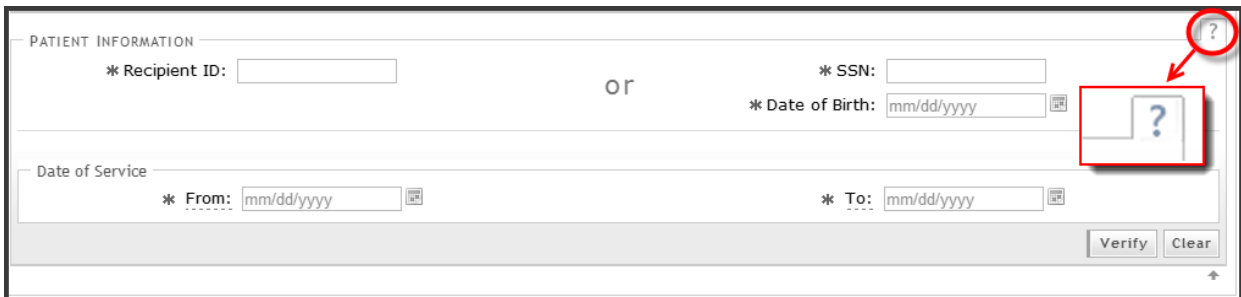 ?
PATIENT INFORMATION
* Recipient ID:
or
* SSN:
* Date of Birth: mm/dd/yyyy
?
Date of Service
* From: mm/dd/yyyy
* To: mm/dd/yyyy
Verify Clear